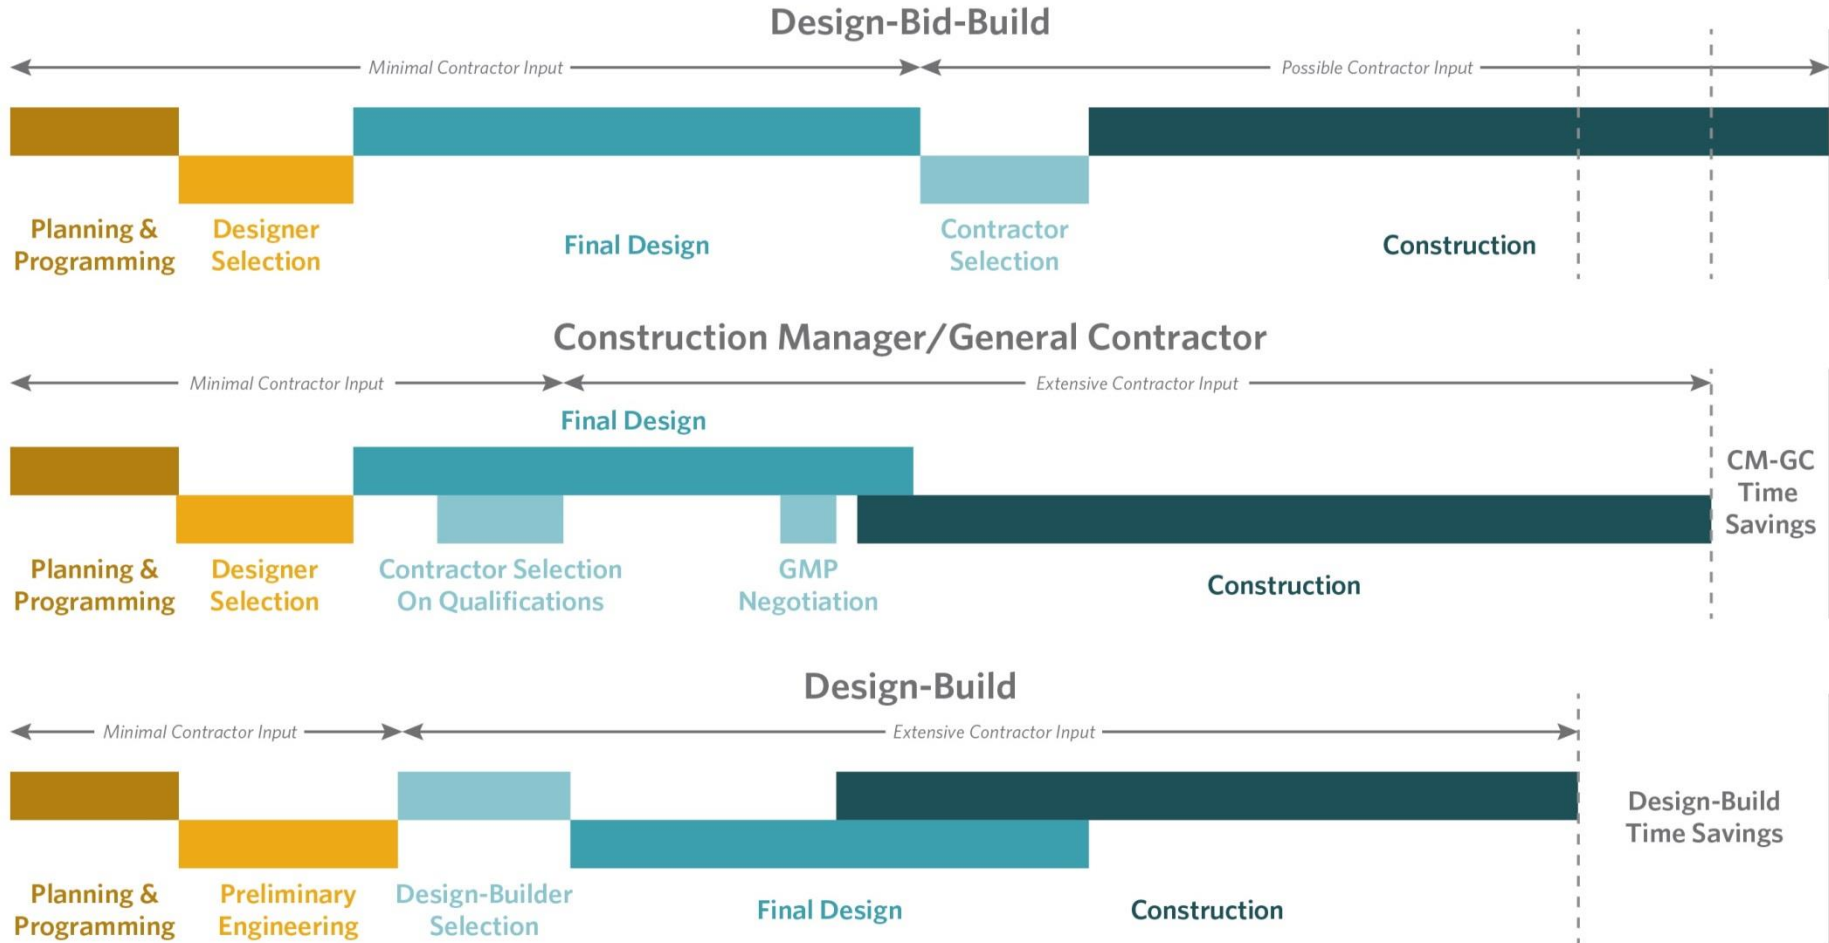 Design-Bid-Build
Minimal Contractor Input
Possible Contractor Input
Planning &
Programming
Designer
Selection
Final Design
Contractor
Selection
Construction
Construction Manager/General Contractor
Minimal Contractor Input
Extensive Contractor Input
Final Design
Planning &
Programming
Designer
Selection
Contractor Selection
On Qualifications
GMP
Negotiation
Construction
CM-GC
Time
Savings
Design-Build
Minimal Contractor Input
Extensive Contractor Input
Planning &
Programming
Preliminary
Engineering
Design-Builder
Selection
Final Design
Construction
Design-Build
Time Savings